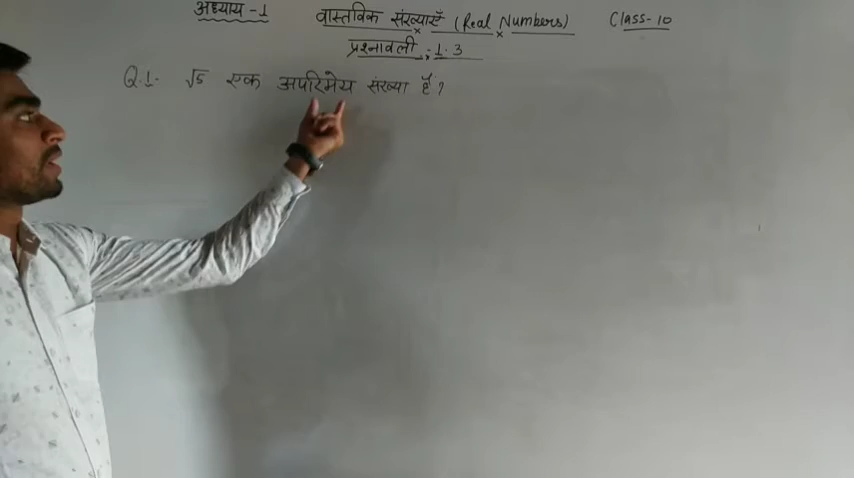 अध्याय-1 वास्तविक संख्याएँ (Real Numbers) Class-10
प्रश्नावली : 1.3
Q.1. √5 एक अपरिमेय संख्या है?